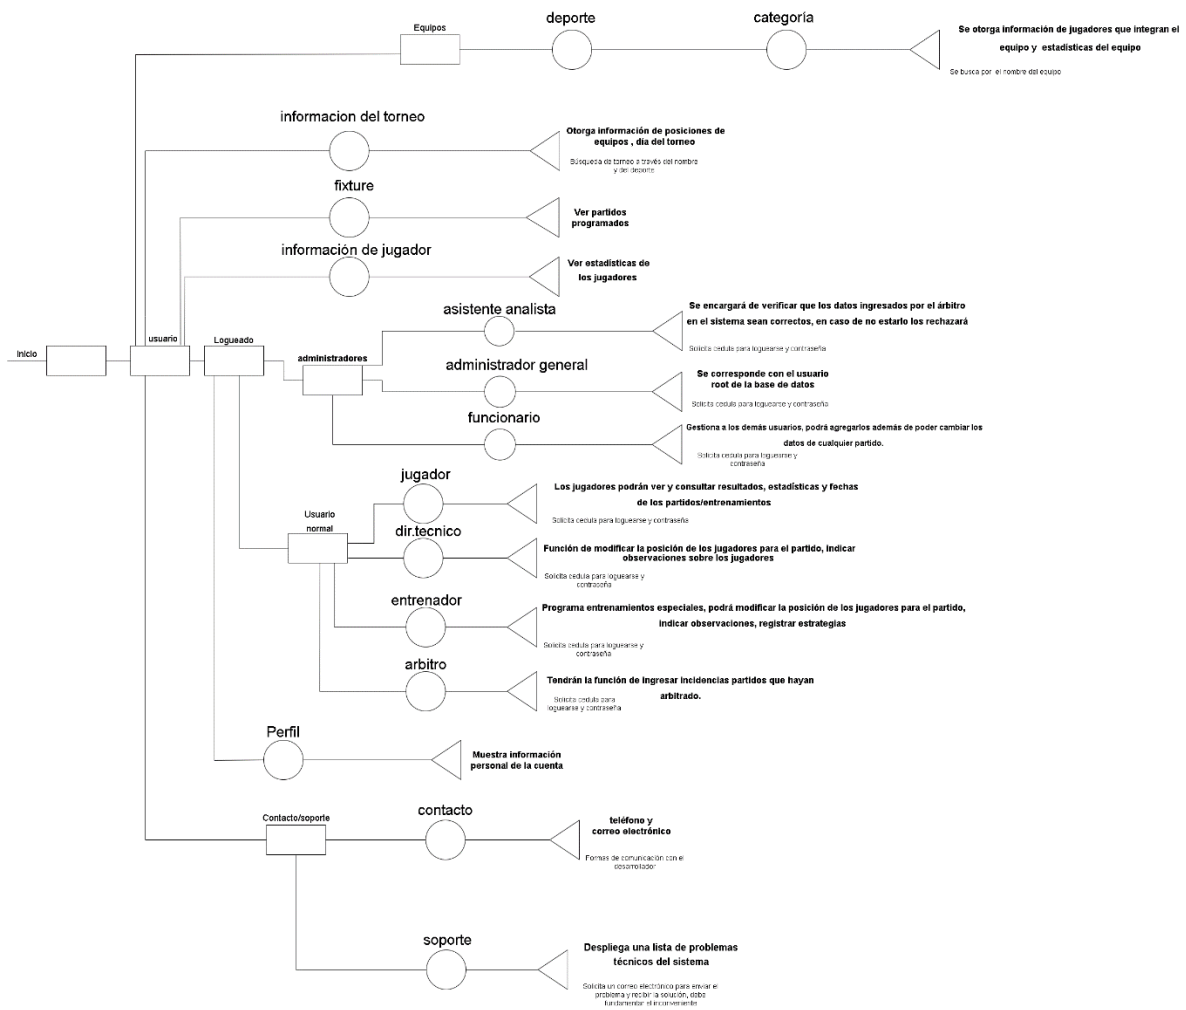 Equipos
deporte
categoría
Se otorga información de jugadores que integran el
equipo y estadísticas del equipo
Se busca por el nombre del equipo
informacion del torneo
Otorga información de posiciones de
equipos , dia del torneo
Búsqueda de torneo a través del nombre
y del deporte
fixture
Ver partidos
programados
información de jugador
Ver estadísticas de
los jugadores
Inicio
usuario
Logueado
administradores
asistente analista
Se encargará de verificar que los datos ingresados por el árbitro
en el sistema sean correctos, en caso de no estarlo los rechazará
Solicita cedula para loguearse y contraseña
administrador general
Se corresponde con el usuario
root de la base de datos
Solicita cedula para loguearse y contraseña
funcionario
Gestiona a los demás usuarios, podrá agregarlos además de poder cambiar los
datos de cualquier partido.
Solicita cedula para loguearse y
contraseña
Usuario
normal
jugador
Los jugadores podrán ver y consultar resultados, estadísticas y fechas
de los partidos/entrenamientos
Solicita cedula para loguearse y contraseña
dir.tecnico
Función de modificar la posición de los jugadores para el partido, indicar
observaciones sobre los jugadores
Solicita cedula para loguearse y
contraseña
entrenador
Programa entrenamientos especiales, podrá modificar la posición de los jugadores para el partido,
indicar observaciones, registrar estrategias
Solicita cedula para loguearse y
contraseña
arbitro
Tendrán la función de ingresar incidencias partidos que hayan
arbitrado.
Solicita cedula para
loguearse y contraseña
Perfil
Muestra información
personal de la cuenta
Contacto/soporte
contacto
teléfono y
correo electrónico
Formas de comunicación con el
desarrollador
soporte
Despliega una lista de problemas
técnicos del sistema
Solicita un correo electrónico para enviar el
problema y recibir la solución, debe
fundamentar el inconveniente